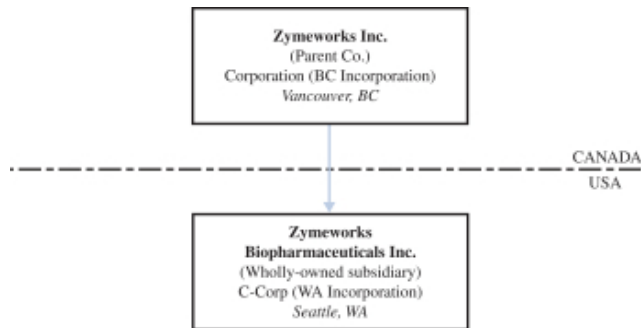 Zymeworks Inc.
(Parent Co.)
Corporation (BC Incorporation)
Vancouver, BC
CANADA
USA
Zymeworks
Biopharmaceuticals Inc.
(Wholly-owned subsidiary)
C-Corp (WA Incorporation)
Seattle, WA